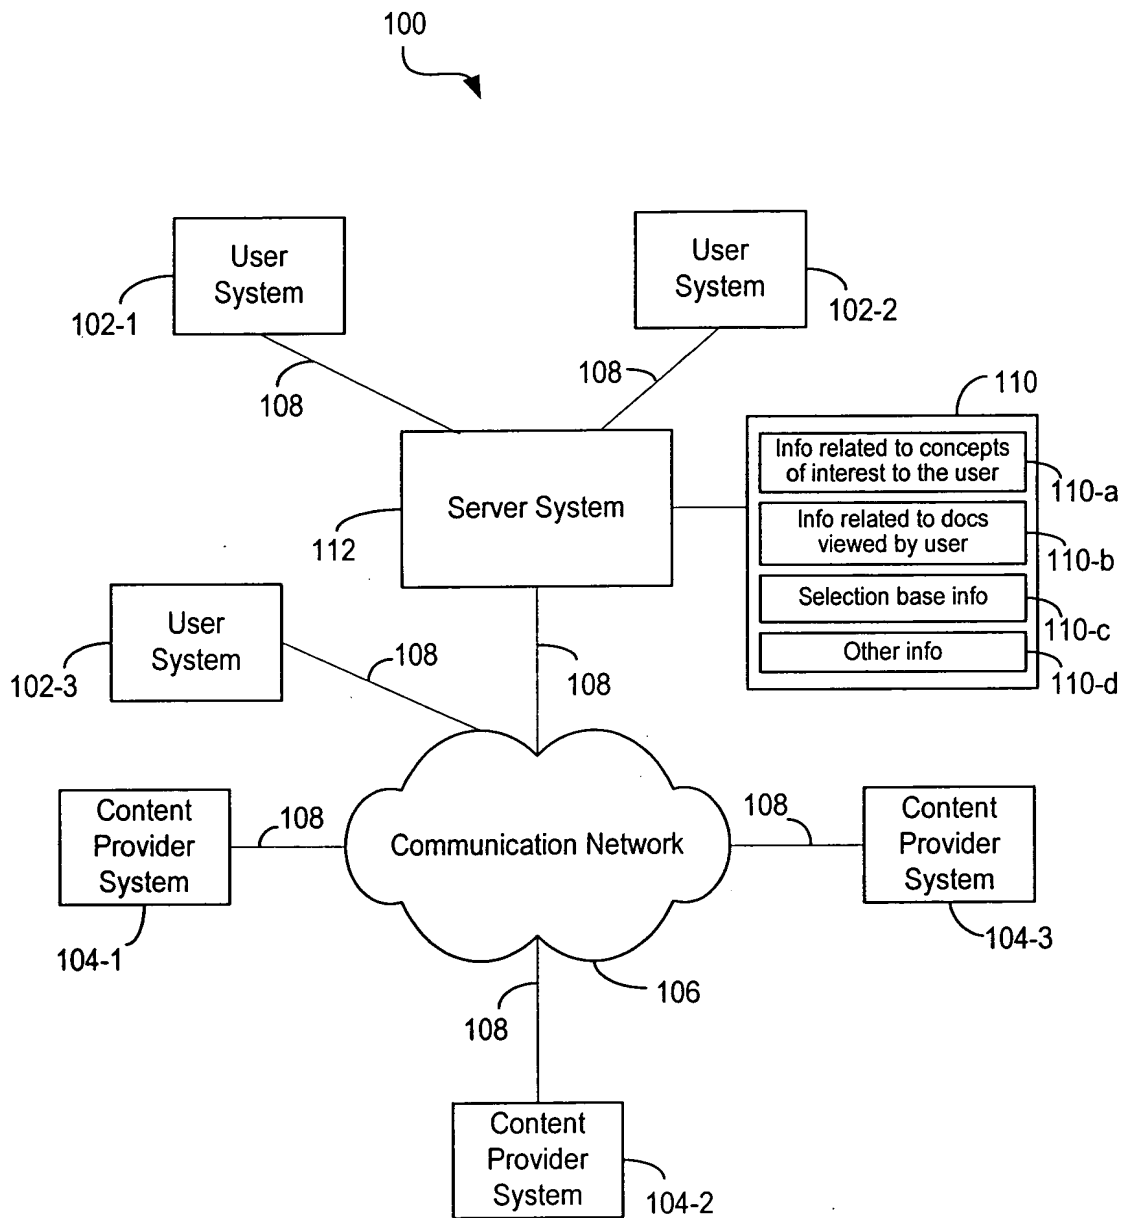 100
User
System
102-1
User
System
102-2
108
108
110
Info related to concepts
of interest to the user
110-a
Server System
112
Info related to docs
viewed by user
110-b
Selection base info
110-c
Other info
110-d
User
System
102-3
108
108
Content
Provider
System
104-1
108
Communication Network
106
108
Content
Provider
System
104-3
108
Content
Provider
System
104-2